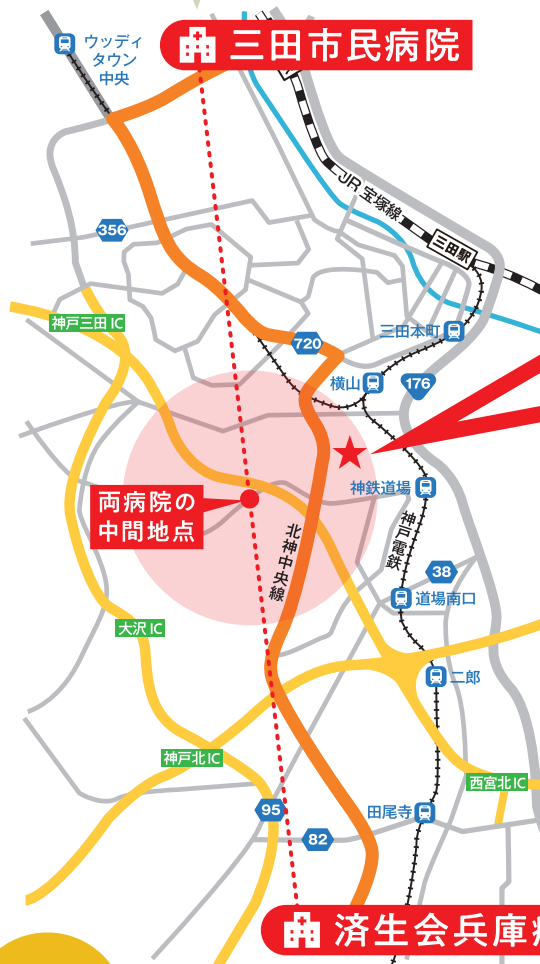 三田市民病院
ウッディ
タウン
中央
JR宝塚線
三田駅
356
神戸三田IC
720
三田本町
横山
176
両病院の
中間地点
神鉄道場
神戸電鉄
北神中央線
38
道場南口
大沢IC
二郎
神戸北IC
西宮北IC
95
田尾寺
82
済生会兵庫